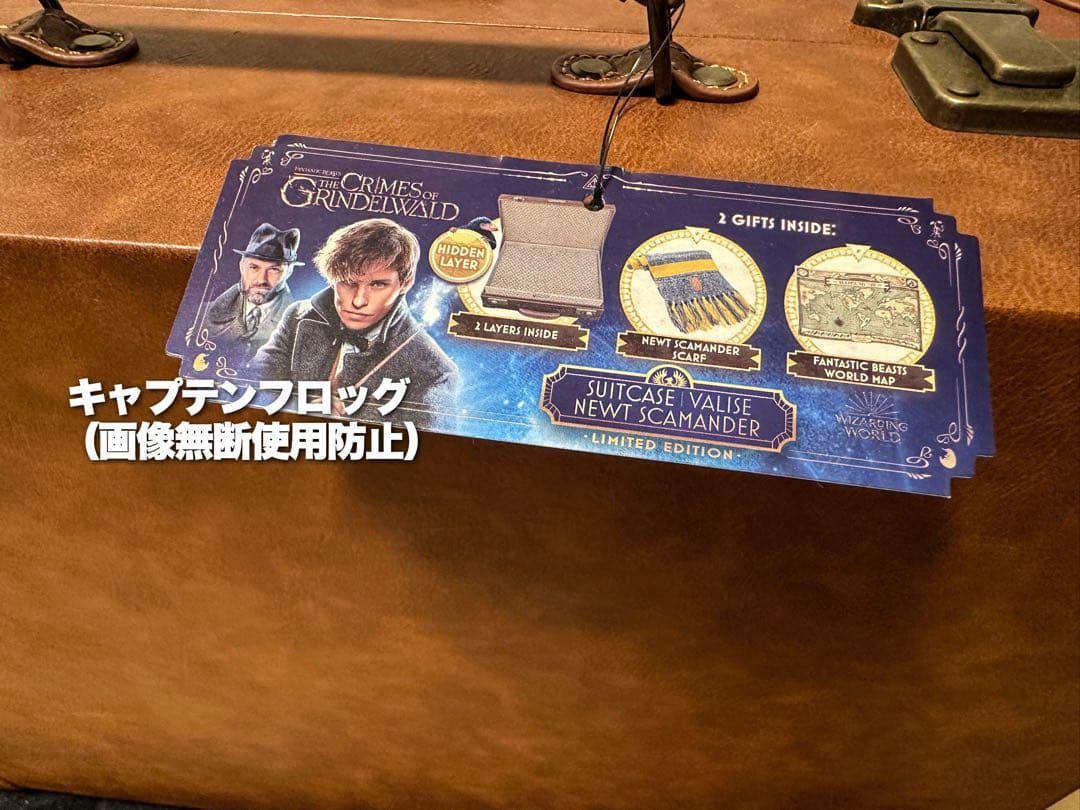 FANTASTIC BEASTS
THE CRIMES OF
GRINDELWALD
HIDDEN
LAYER
2 LAYERS INSIDE
2 GIFTS INSIDE:
NEWT SCAMANDER
SCARF
FANTASTIC BEASTS
WORLD MAP
SUITCASE | VALISE
NEWT SCAMANDER
·LIMITED EDITION·
WIZARDING
WORLD
キャプテンフロッグ
（画像無断使用防止）